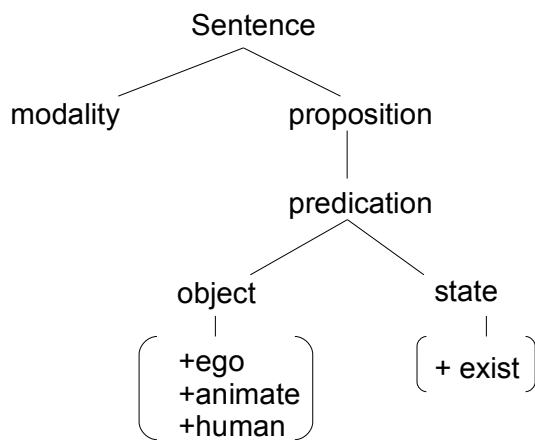 Sentence
modality proposition
predication
object state
+ego
+animate
+human
+ exist